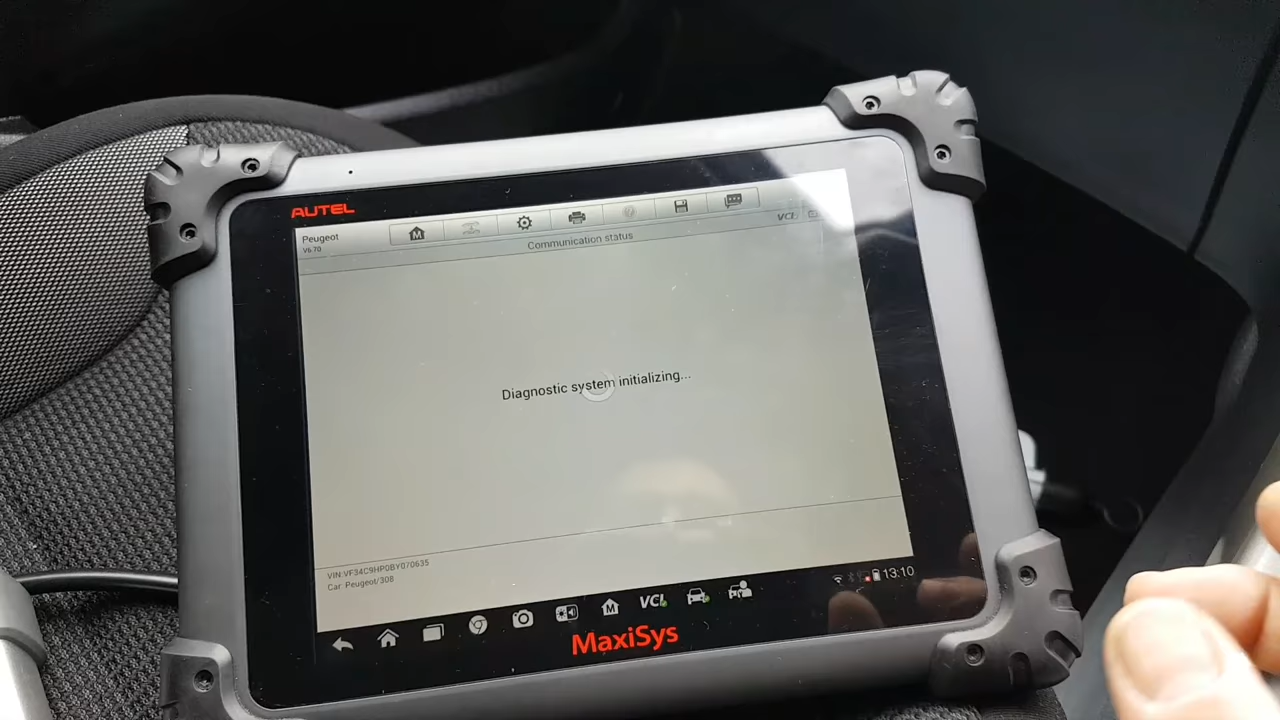 AUTEL
Peugeot
V6.70
VCI
Communication status
Diagnostic system initializing...
VIN:VF34C9HP0BY070635
Car: Peugeot/308
VCI
13:10
MaxiSys